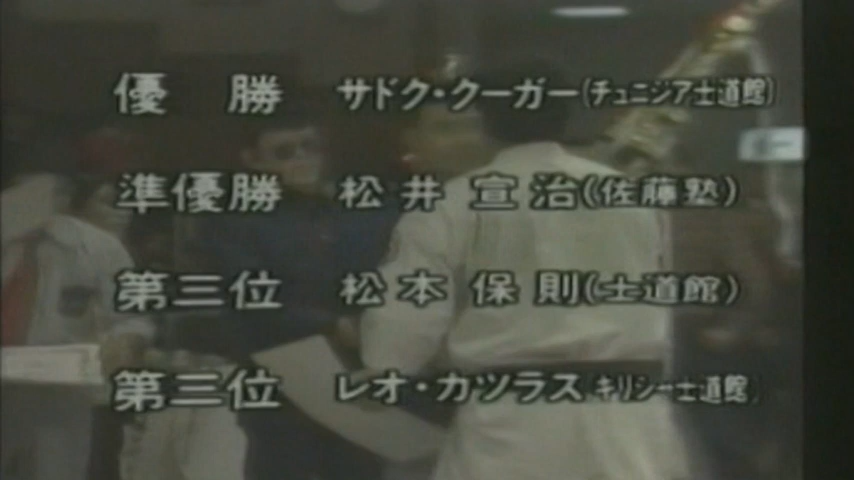 優勝 サドク・クーガー(チュニジア士道館)
準優勝 松井宣治(佐藤塾)
第三位 松本保則(士道館)
第三位 レオ・カツラス(キリシー士道館)